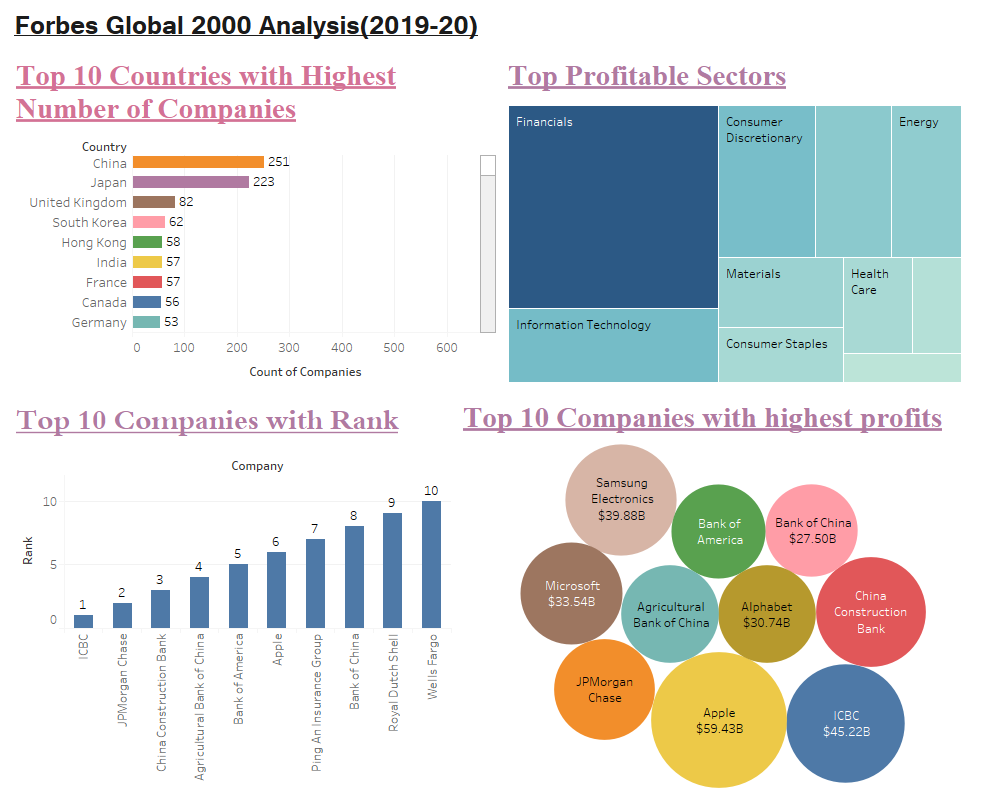 Forbes Global 2000 Analysis(2019-20)
Top 10 Countries with Highest
Number of Companies
Country
China 251
Japan 223
United Kingdom 82
South Korea 62
Hong Kong 58
India 57
France 57
Canada 56
Germany 53
0 100 200 300 400 500 600
Count of Companies
Top Profitable Sectors
Financials
Information Technology
Consumer
Discretionary
Energy
Materials
Consumer Staples
Health
Care
Top 10 Companies with Rank
Company
Rank
10
5
0
1
2
3
4
5
6
7
8
9
10
ICBC
JPMorgan Chase
China Construction Bank
Agricultural Bank of China
Bank of America
Apple
Ping An Insurance Group
Bank of China
Royal Dutch Shell
Wells Fargo
Top 10 Companies with highest profits
Samsung
Electronics
$39.88B
Bank of
America
Bank of China
$27.50B
Microsoft
$33.54B
Agricultural
Bank of China
Alphabet
$30.74B
China
Construction
Bank
JPMorgan
Chase
Apple
$59.43B
ICBC
$45.22B